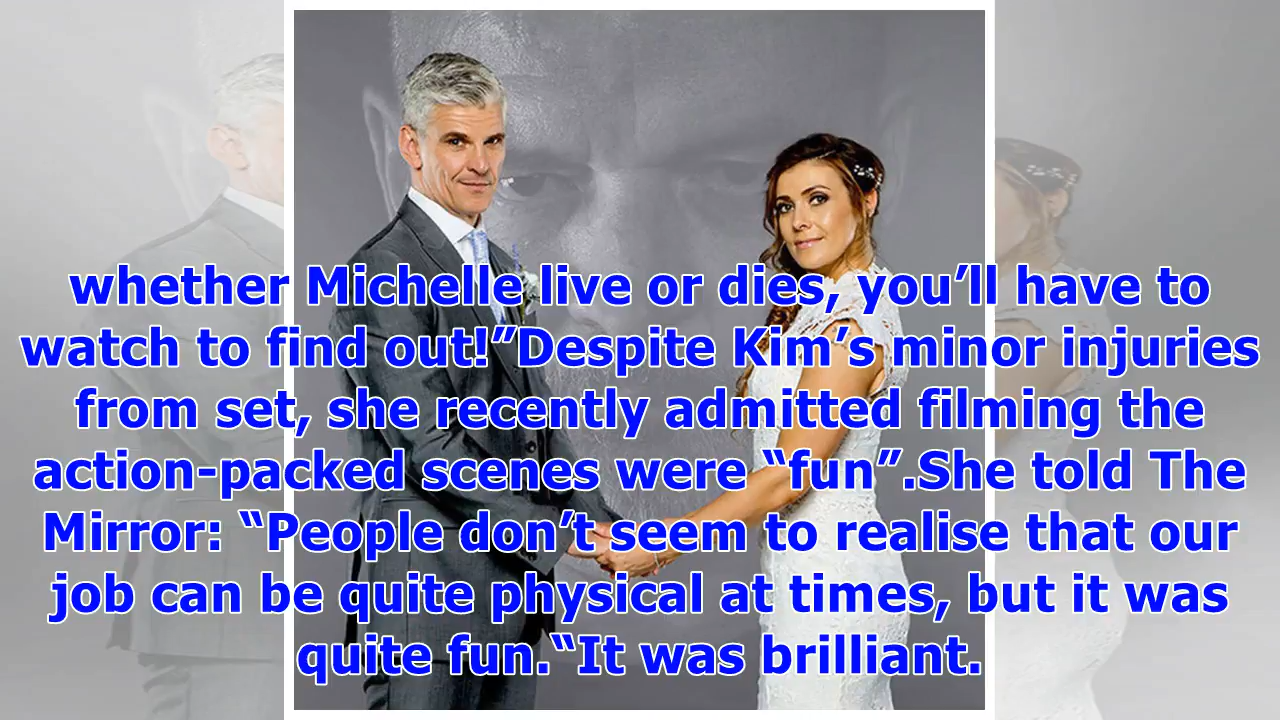 whether Michelle live or dies, you’ll have to
watch to find out!”Despite Kim’s minor injuries
from set, she recently admitted filming the
action-packed scenes were “fun”.She told The
Mirror: “People don’t seem to realise that our
job can be quite physical at times, but it was
quite fun.“It was brilliant.